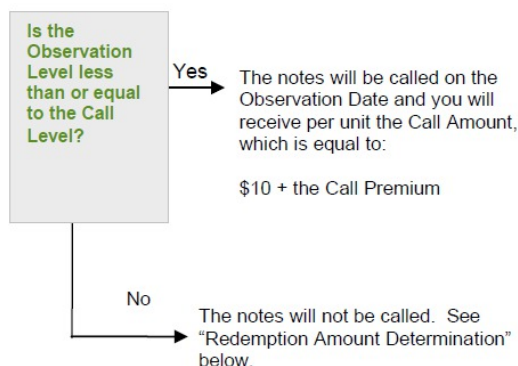 Is the
Observation
Level less
than or equal
to the Call
Level?
Yes
The notes will be called on the
Observation Date and you will
receive per unit the Call Amount,
which is equal to:
$10 + the Call Premium
No
The notes will not be called.  See
“Redemption Amount Determination”
below.